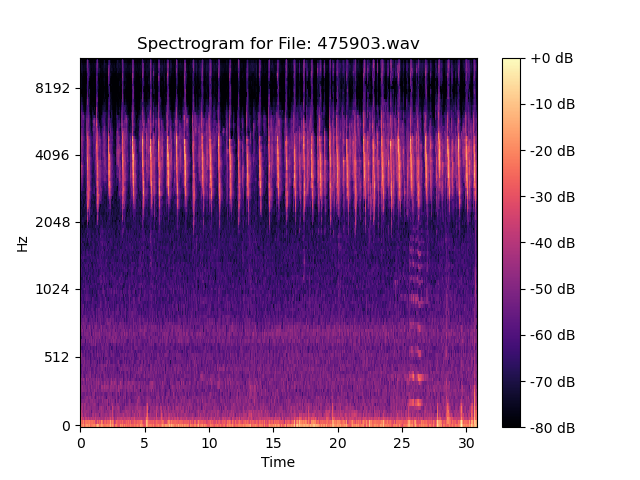 Spectrogram for File: 475903.wav
Hz
8192
4096
2048
1024
512
0
0 5 10 15 20 25 30
Time
+0 dB
-10 dB
-20 dB
-30 dB
-40 dB
-50 dB
-60 dB
-70 dB
-80 dB